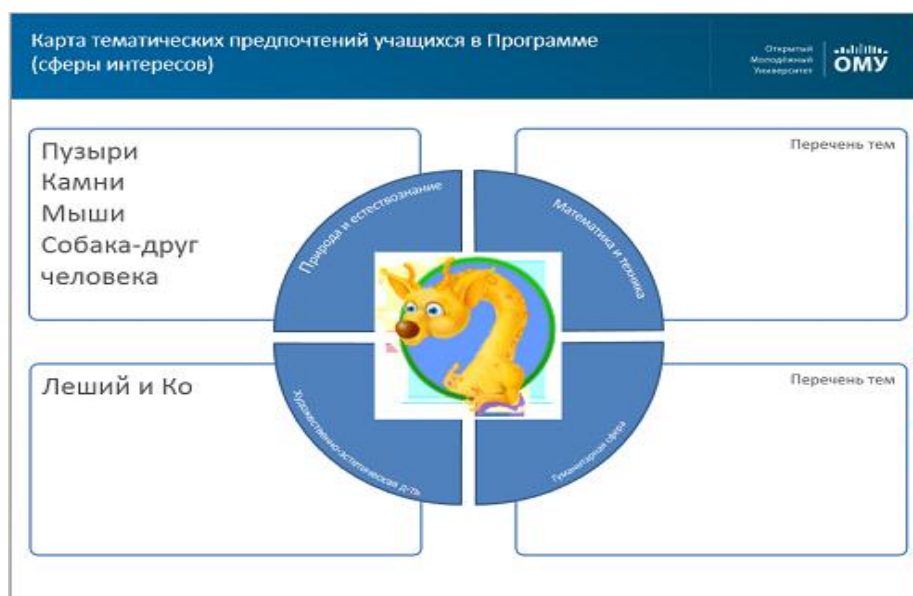 Карта тематических предпочтений учащихся в Программе
(сферы интересов)
Открытый
Молодёжный
Университет
ОМУ
Пузыри
Камни
Мыши
Собака-друг
человека
Природа и естествознание
Математика и техника
Перечень тем
Леший и Ко
Художественно-эстетическая д-ть
Гуманитарная сфера
Перечень тем